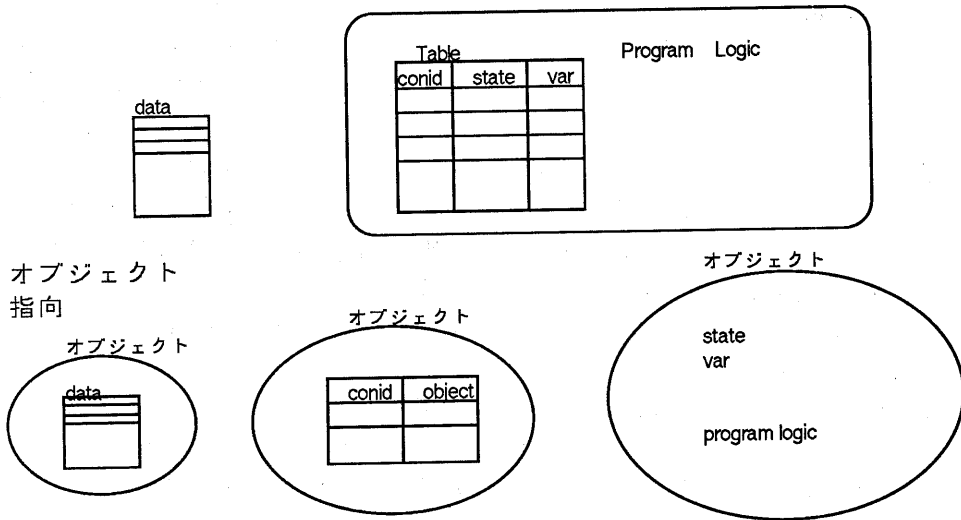 Table
Program Logic
conid state var
data
オブジェクト
指向
オブジェクト
オブジェクト
オブジェクト
data
conid object
state
var
program logic